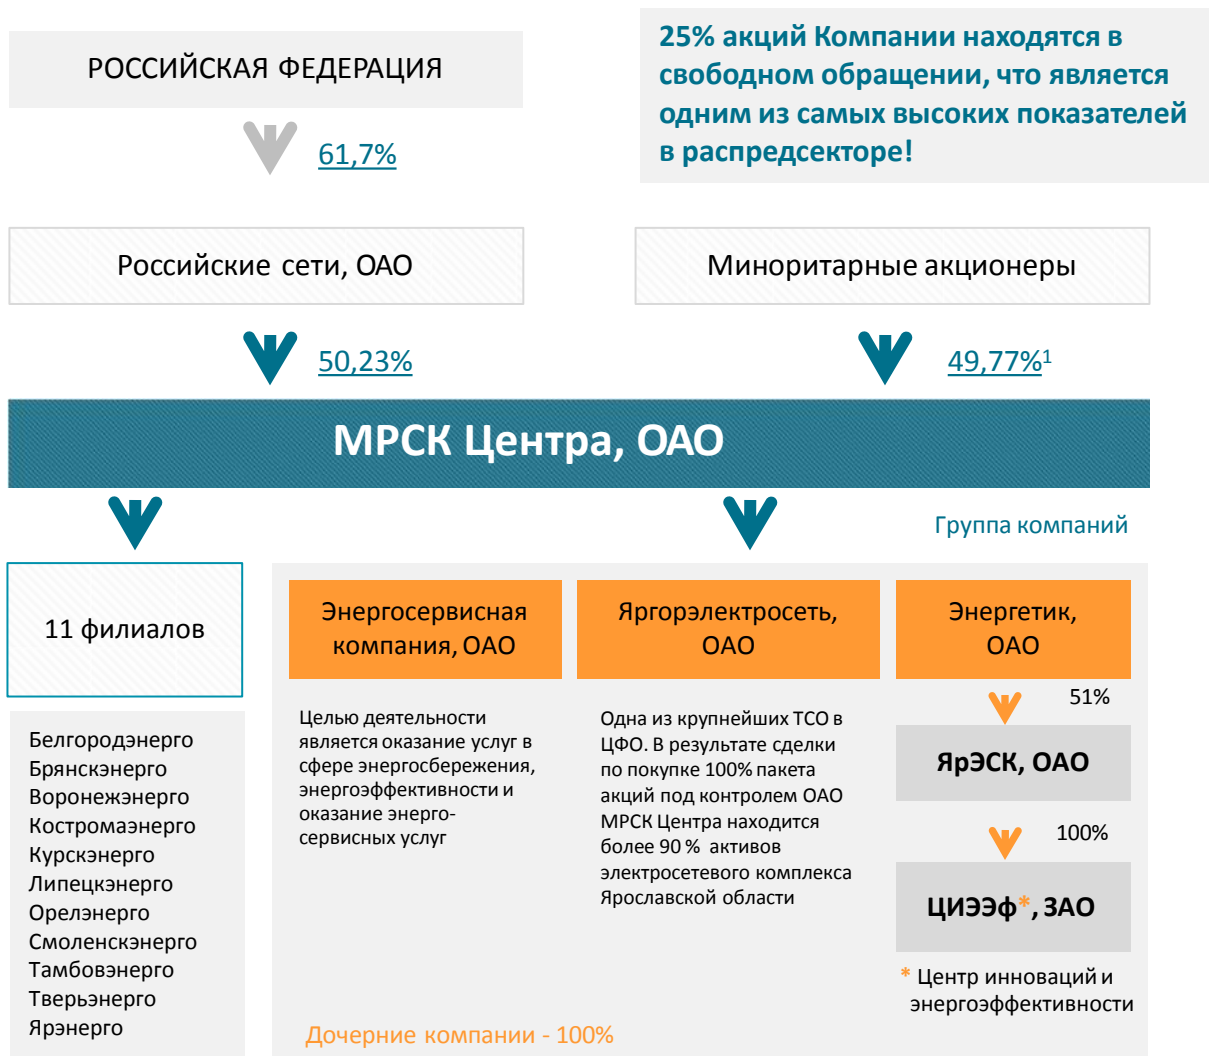 РОССИЙСКАЯ ФЕДЕРАЦИЯ
25% акций Компании находятся в
свободном обращении, что является
одним из самых высоких показателей
в распредсекторе!
61,7%
Российские сети, ОАО
Миноритарные акционеры
50,23%
49,77%¹
МРСК Центра, ОАО
Группа компаний
11 филиалов
Белгородэнерго
Брянскэнерго
Воронежэнерго
Костромаэнерго
Курскэнерго
Липецкэнерго
Орелэнерго
Смоленскэнерго
Тамбовэнерго
Тверьэнерго
Ярэнерго
Энергосервисная
компания, ОАО
Целью деятельности
является оказание услуг в
сфере энергосбережения,
энергоэффективности и
оказание энерго-
сервисных услуг
Яргорэлектросеть,
ОАО
Одна из крупнейших ТСО в
ЦФО. В результате сделки
по покупке 100% пакета
акций под контролем ОАО
МРСК Центра находится
более 90 % активов
электросетевого комплекса
Ярославской области
Энергетик,
ОАО
51%
ЯрЭСК, ОАО
100%
ЦИЭЭф*, ЗАО
* Центр инноваций и
энергоэффективности
Дочерние компании - 100%